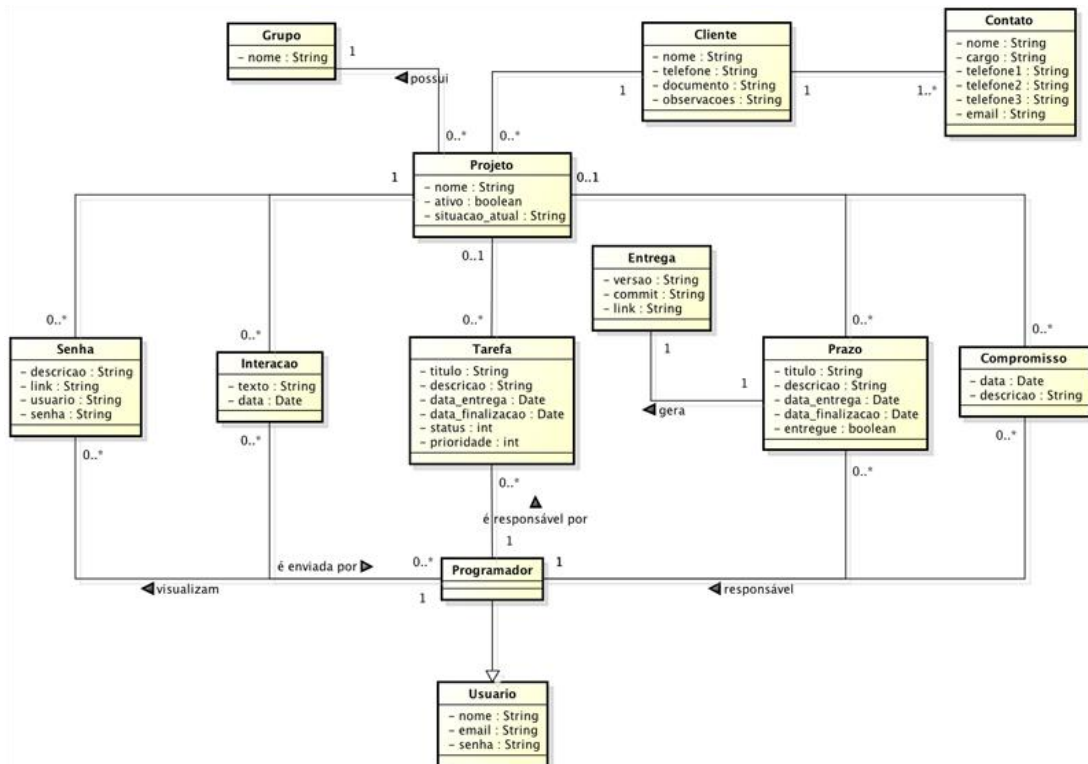 Grupo
- nome : String
1
possui
0..*
Cliente
- nome : String
- telefone : String
- documento : String
- observacoes : String
1
0..*
1
1..*
Contato
- nome : String
- cargo : String
- telefone1 : String
- telefone2 : String
- telefone3 : String
- email : String
Projeto
- nome : String
- ativo : boolean
- situacao_atual : String
1
0..1
0..1
Entrega
- versao : String
- commit : String
- link : String
1
1
gera
0..*
0..*
0..*
0..*
0..*
Senha
- descricao : String
- link : String
- usuario : String
- senha : String
0..*
Interacao
- texto : String
- data : Date
0..*
Tarefa
- titulo : String
- descricao : String
- data_entrega : Date
- data_finalizacao : Date
- status : int
- prioridade : int
0..*
Prazo
- titulo : String
- descricao : String
- data_entrega : Date
- data_finalizacao : Date
- entregue : boolean
0..*
Compromisso
- data : Date
- descricao : String
0..*
é responsável por
1
é enviada por
0..*
visualizam
1
Programador
1
responsável
Usuario
- nome : String
- email : String
- senha : String